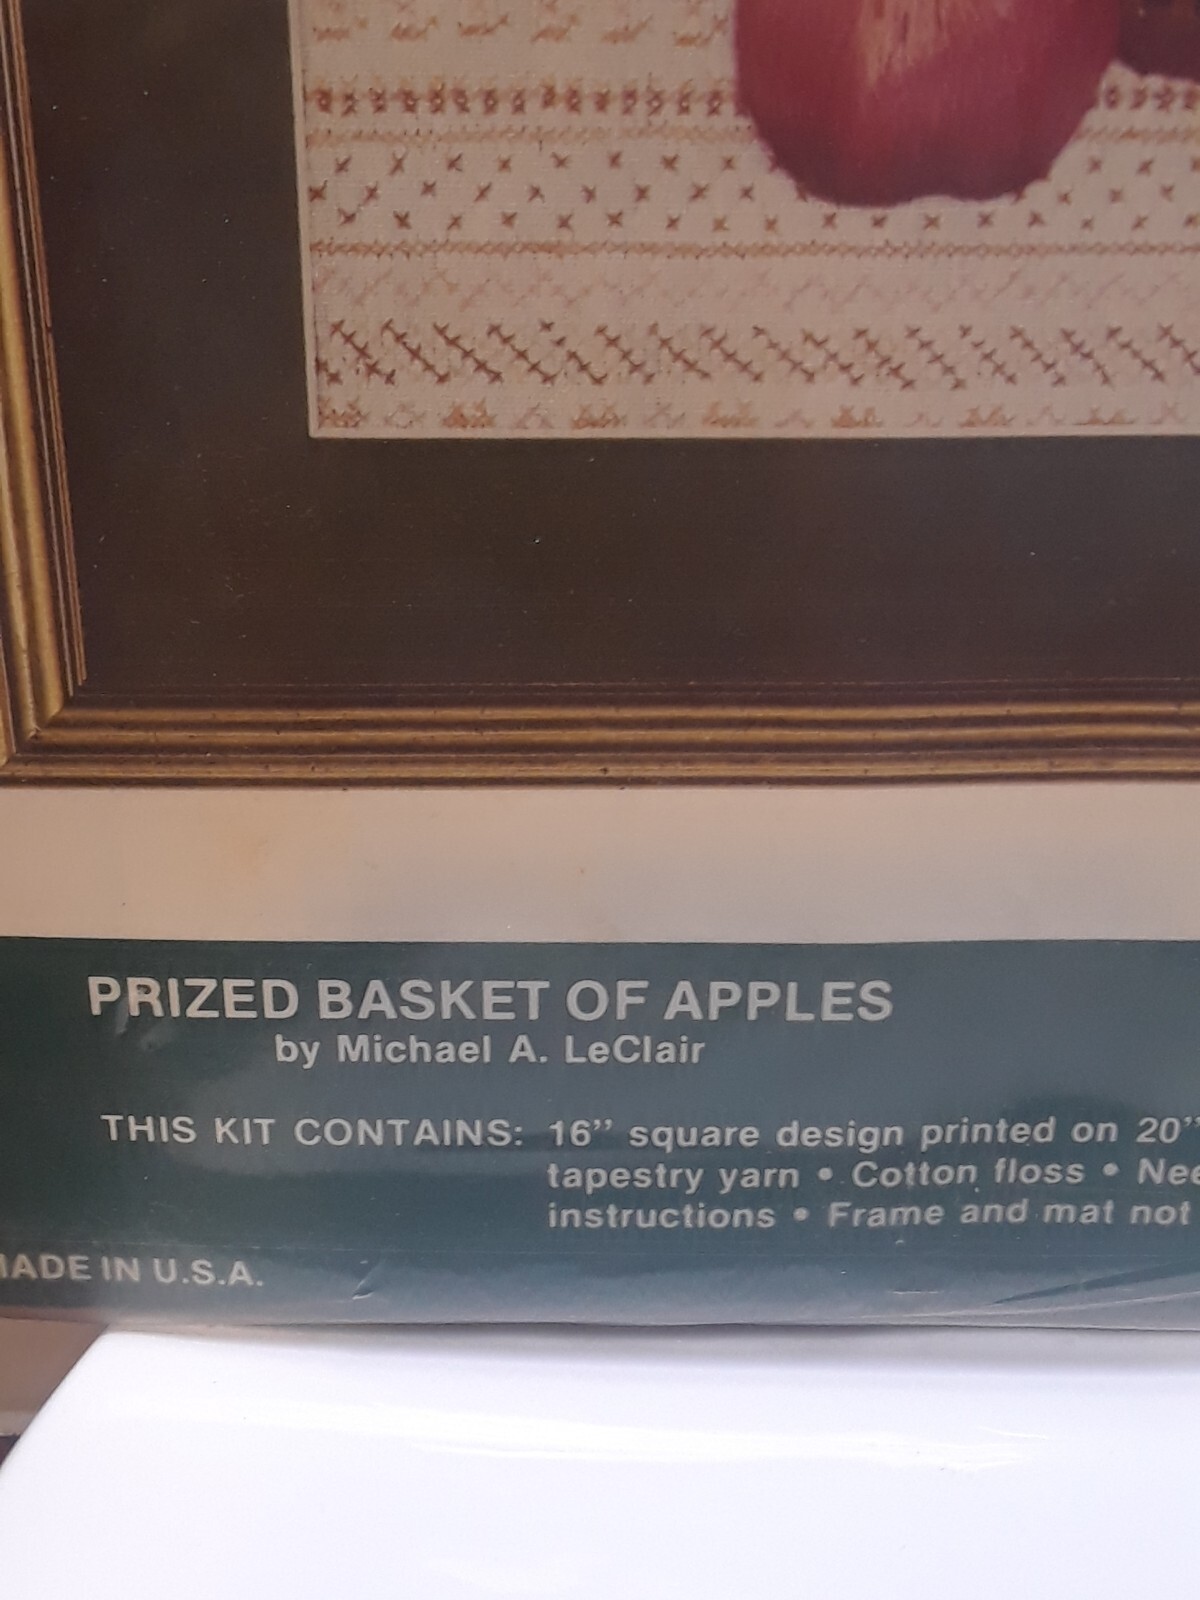 PRIZED BASKET OF APPLES
by Michael A. LeClair
THIS KIT CONTAINS: 16” square design printed on 20”
tapestry yarn • Cotton floss •
instructions • Frame and mat not
IN U.S.A.